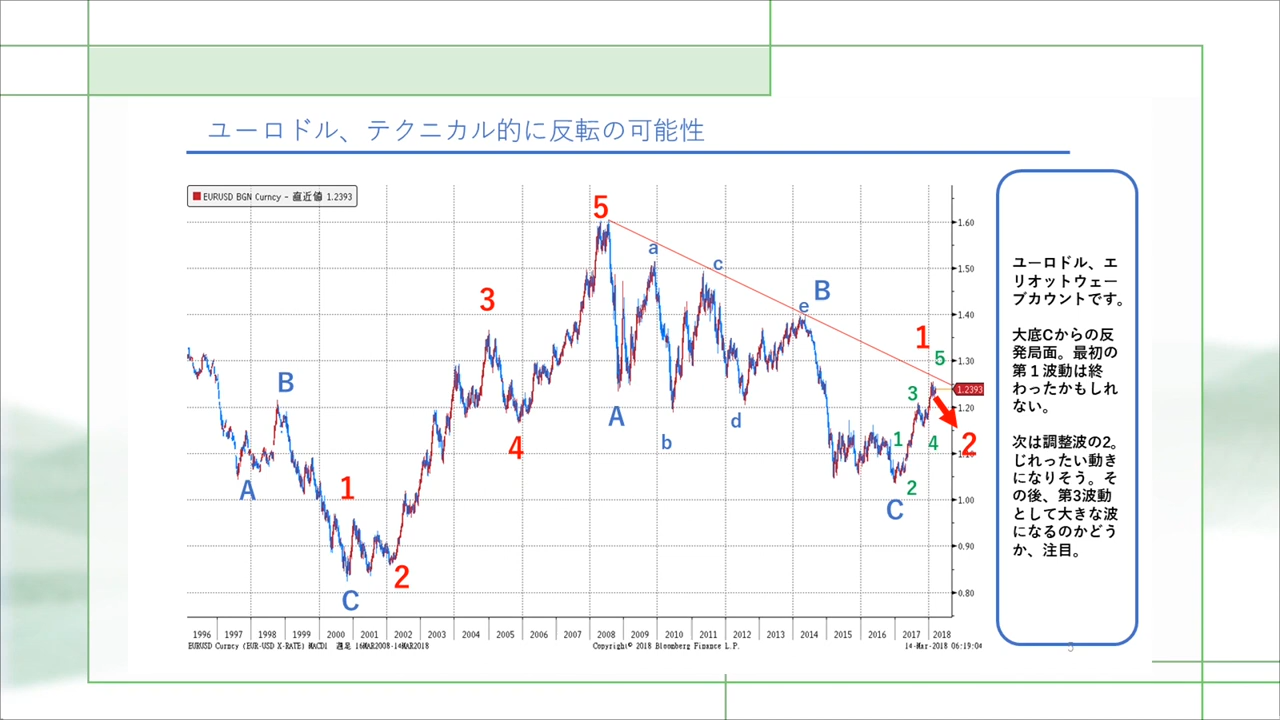 ユーロドル、テクニカル的に反転の可能性
EURUSD BGN Curncy - 直近値 1.2393
5
a
c
B
e
3
1
5
B
3
A
b
d
4
1
4
2
A
1
2
C
2
C
1.60
1.50
1.40
1.30
1.2393
1.20
1.10
1.00
0.90
0.80
1996 1997 1998 1999 2000 2001 2002 2003 2004 2005 2006 2007 2008 2009 2010 2011 2012 2013 2014 2015 2016 2017 2018
EURUSD Curncy (EUR-USD X-RATE) MACD1 週足 16MAR2008-14MAR2018
Copyright© 2018 Bloomberg Finance L.P.
14-Mar-2018 06:19:04
ユーロドル、エ
リオットウェー
ブカウントです。
大底Cからの反
発局面。最初の
第１波動は終
わったかもしれ
ない。
次は調整波の2。
じれったい動き
になりそう。そ
の後、第3波動
として大きな波
になるのかどう
か、注目。
5